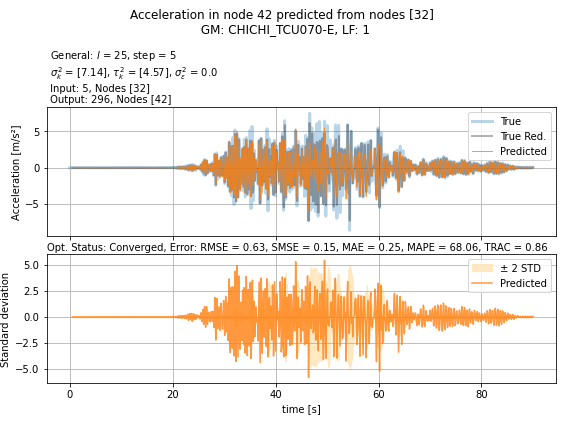 Acceleration in node 42 predicted from nodes [32]
GM: CHICHI_TCU070-E, LF: 1
General: l = 25, step = 5
σ²ₖ = [7.14], τ²ₖ = [4.57], σ²ε = 0.0
Input: 5, Nodes [32]
Output: 296, Nodes [42]
Acceleration [m/s²]
5
0
−5
True
True Red.
Predicted
Opt. Status: Converged, Error: RMSE = 0.63, SMSE = 0.15, MAE = 0.25, MAPE = 68.06, TRAC = 0.86
Standard deviation
5.0
2.5
0.0
−2.5
−5.0
± 2 STD
Predicted
0 20 40 60 80
time [s]